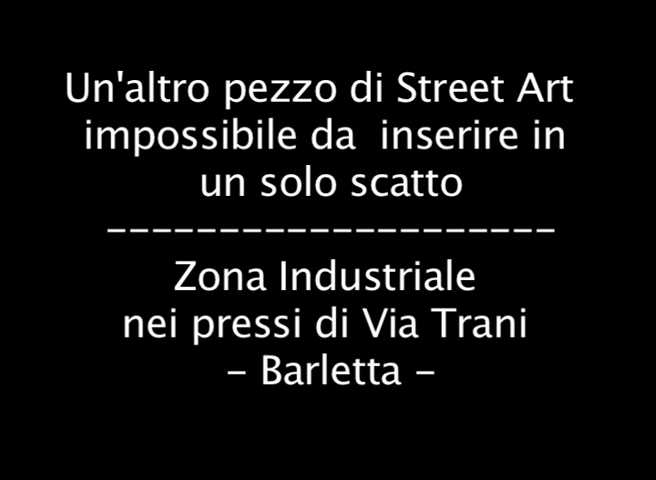 Un'altro pezzo di Street Art
impossibile da inserire in
un solo scatto
--------------------
Zona Industriale
nei pressi di Via Trani
- Barletta -